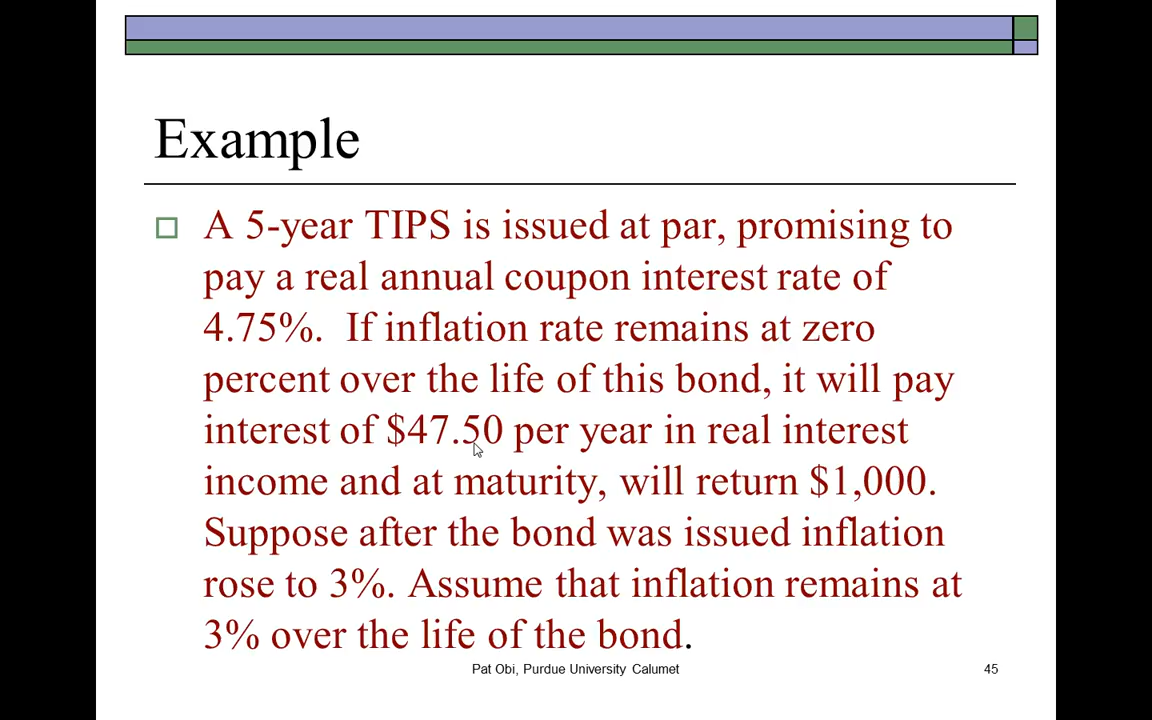 Example
A 5-year TIPS is issued at par, promising to
pay a real annual coupon interest rate of
4.75%. If inflation rate remains at zero
percent over the life of this bond, it will pay
interest of $47.50 per year in real interest
income and at maturity, will return $1,000.
Suppose after the bond was issued inflation
rose to 3%. Assume that inflation remains at
3% over the life of the bond.
Pat Obi, Purdue University Calumet
45